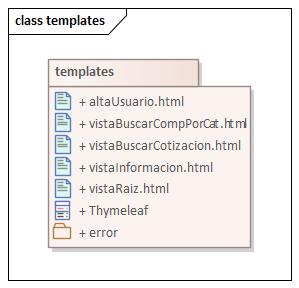 class templates
templates
+ altaUsuario.html
+ vistaBuscarCompPorCat.html
+ vistaBuscarCotizacion.html
+ vistaInformacion.html
+ vistaRaiz.html
+ Thymeleaf
+ error